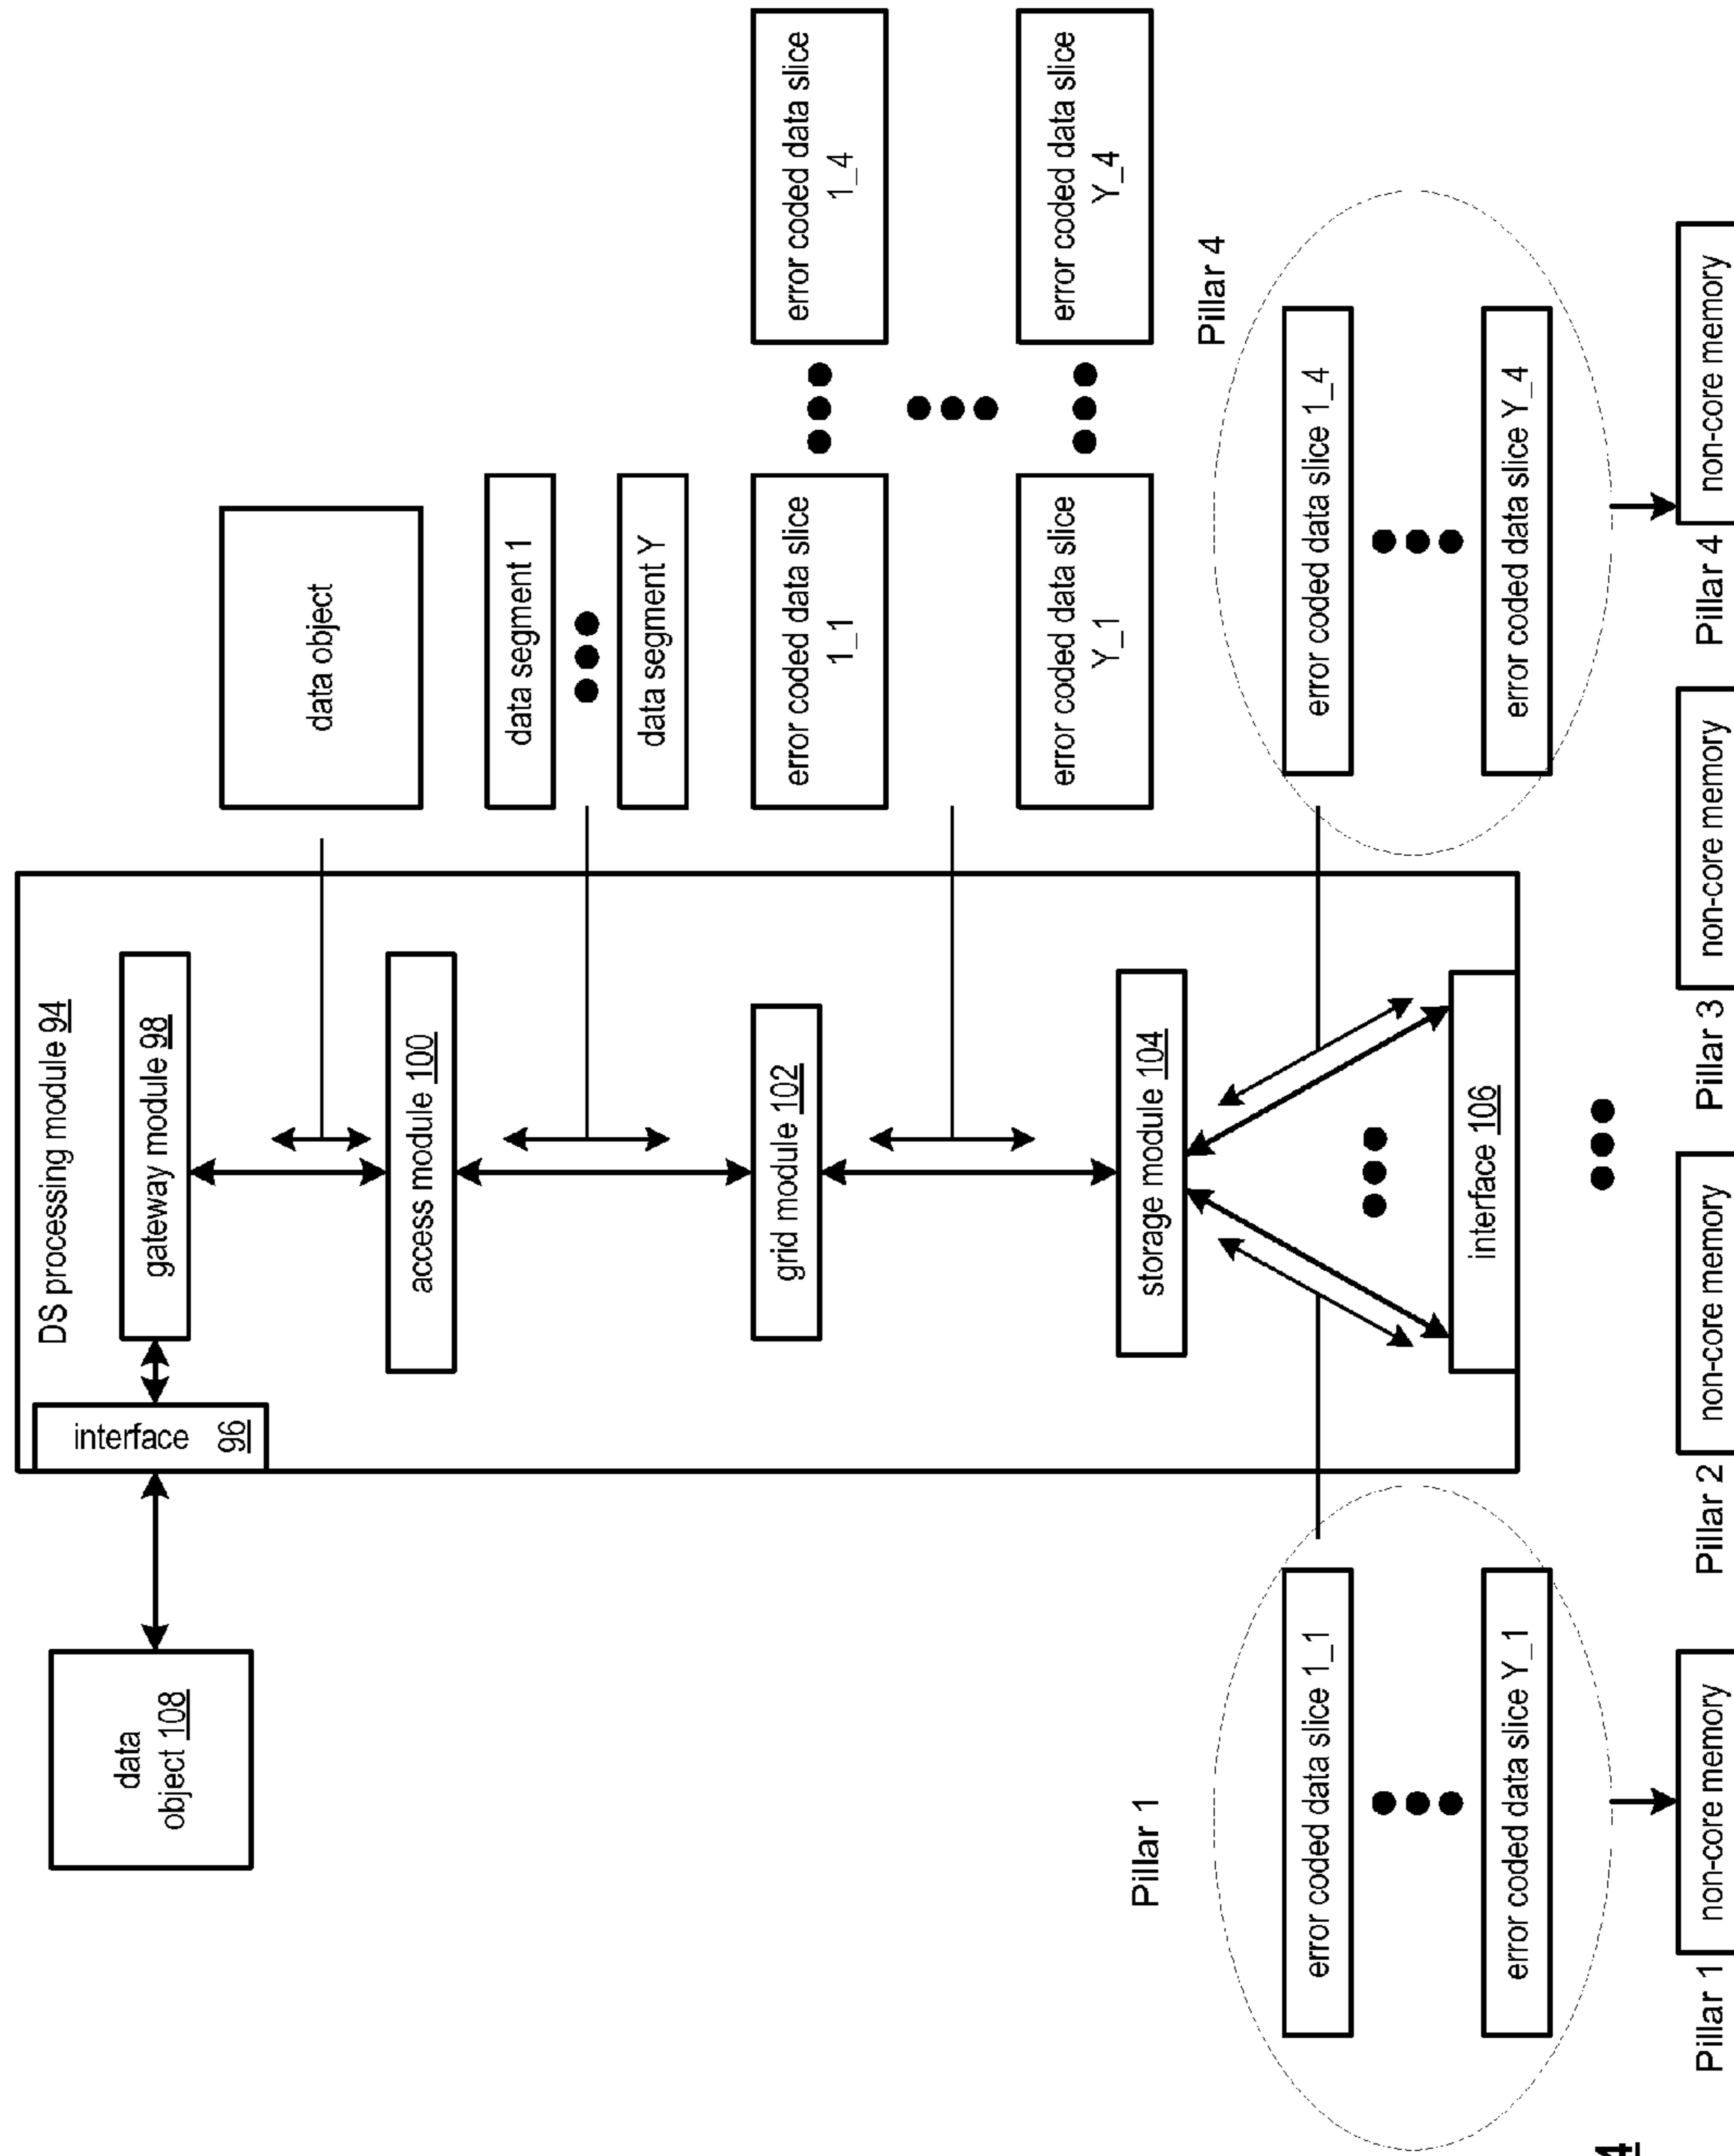 data
object 108
interface 96
DS processing module 94
gateway module 98
access module 100
grid module 102
storage module 104
interface 106
data object
data segment 1
data segment Y
error coded data slice
1_1
error coded data slice
1_4
error coded data slice
Y_1
error coded data slice
Y_4
Pillar 1
error coded data slice 1_1
error coded data slice Y_1
Pillar 4
error coded data slice 1_4
error coded data slice Y_4
Pillar 1
non-core memory
Pillar 2
non-core memory
Pillar 3
non-core memory
Pillar 4
non-core memory
4